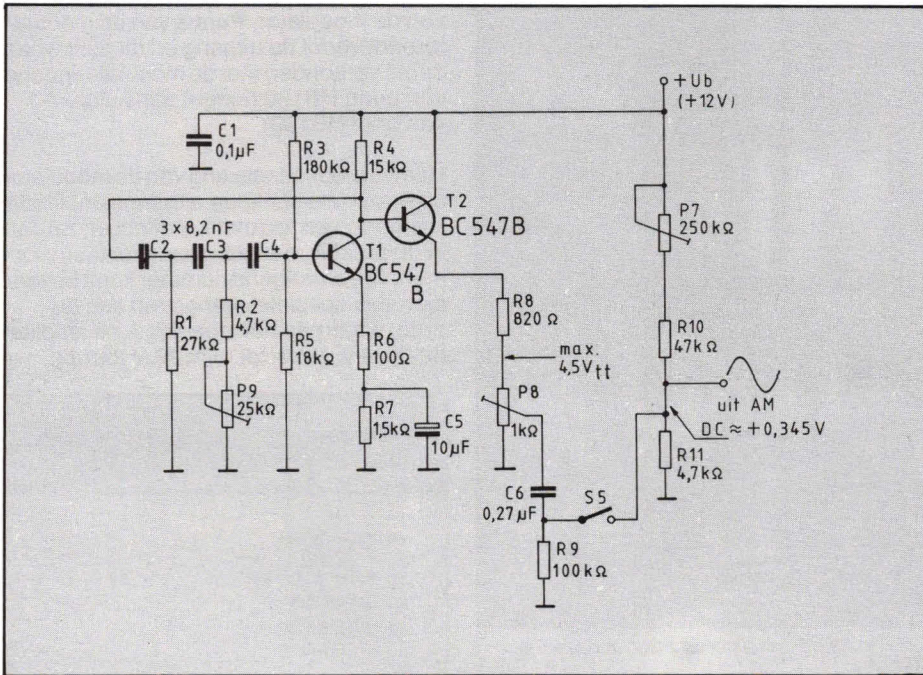 +Ub
(+12V)
C1
0,1µF
R3
180kΩ
R4
15kΩ
T2
BC547B
P7
250kΩ
3 x 8,2nF
C2
C3
C4
T1
BC547
B
R1
27kΩ
R2
4,7kΩ
P9
25kΩ
R5
18kΩ
R6
100Ω
R7
1,5kΩ
C5
10µF
R8
820 Ω
max.
4,5Vtt
P8
1kΩ
R10
47kΩ
uit AM
DC ≈ +0,345V
R11
4,7kΩ
C6
0,27µF
S5
R9
100kΩ